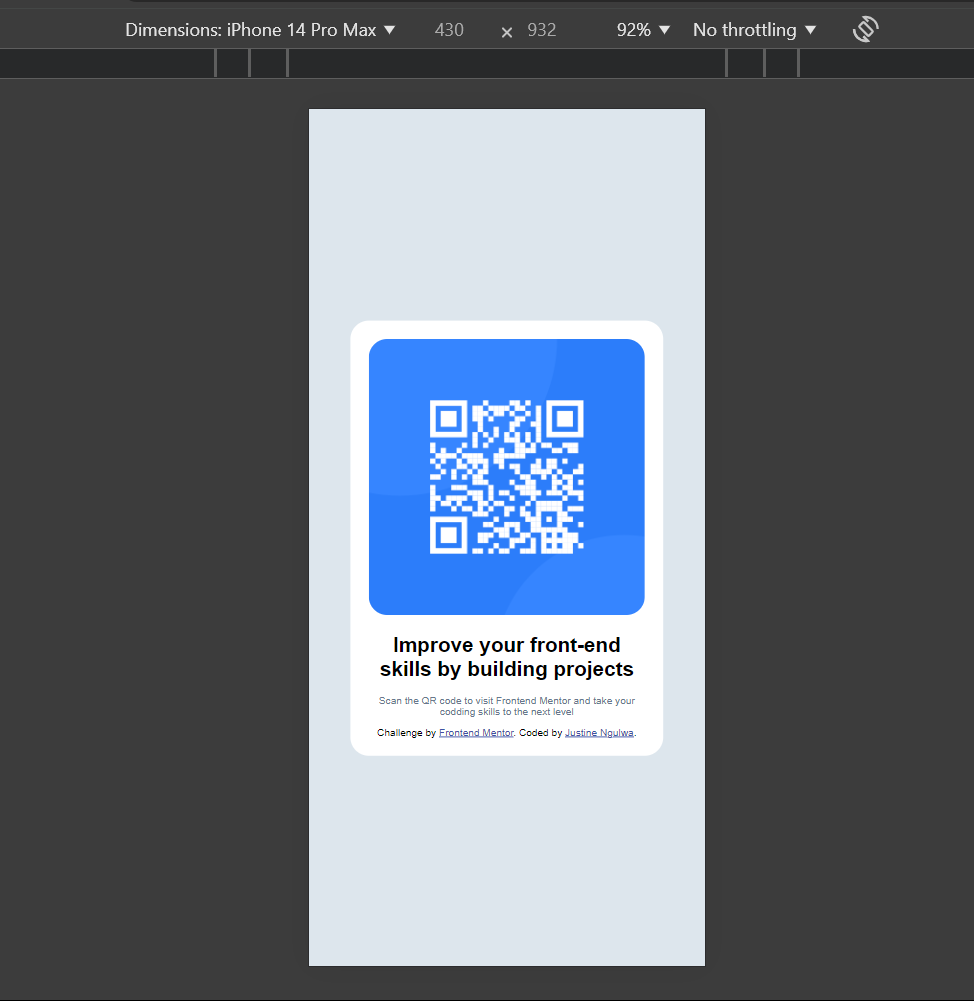 Dimensions: iPhone 14 Pro Max ▼ 430 × 932 92% ▼ No throttling ▼
Improve your front-end
skills by building projects
Scan the QR code to visit Frontend Mentor and take your
codding skills to the next level
Challenge by Frontend Mentor. Coded by Justine Ngulwa.